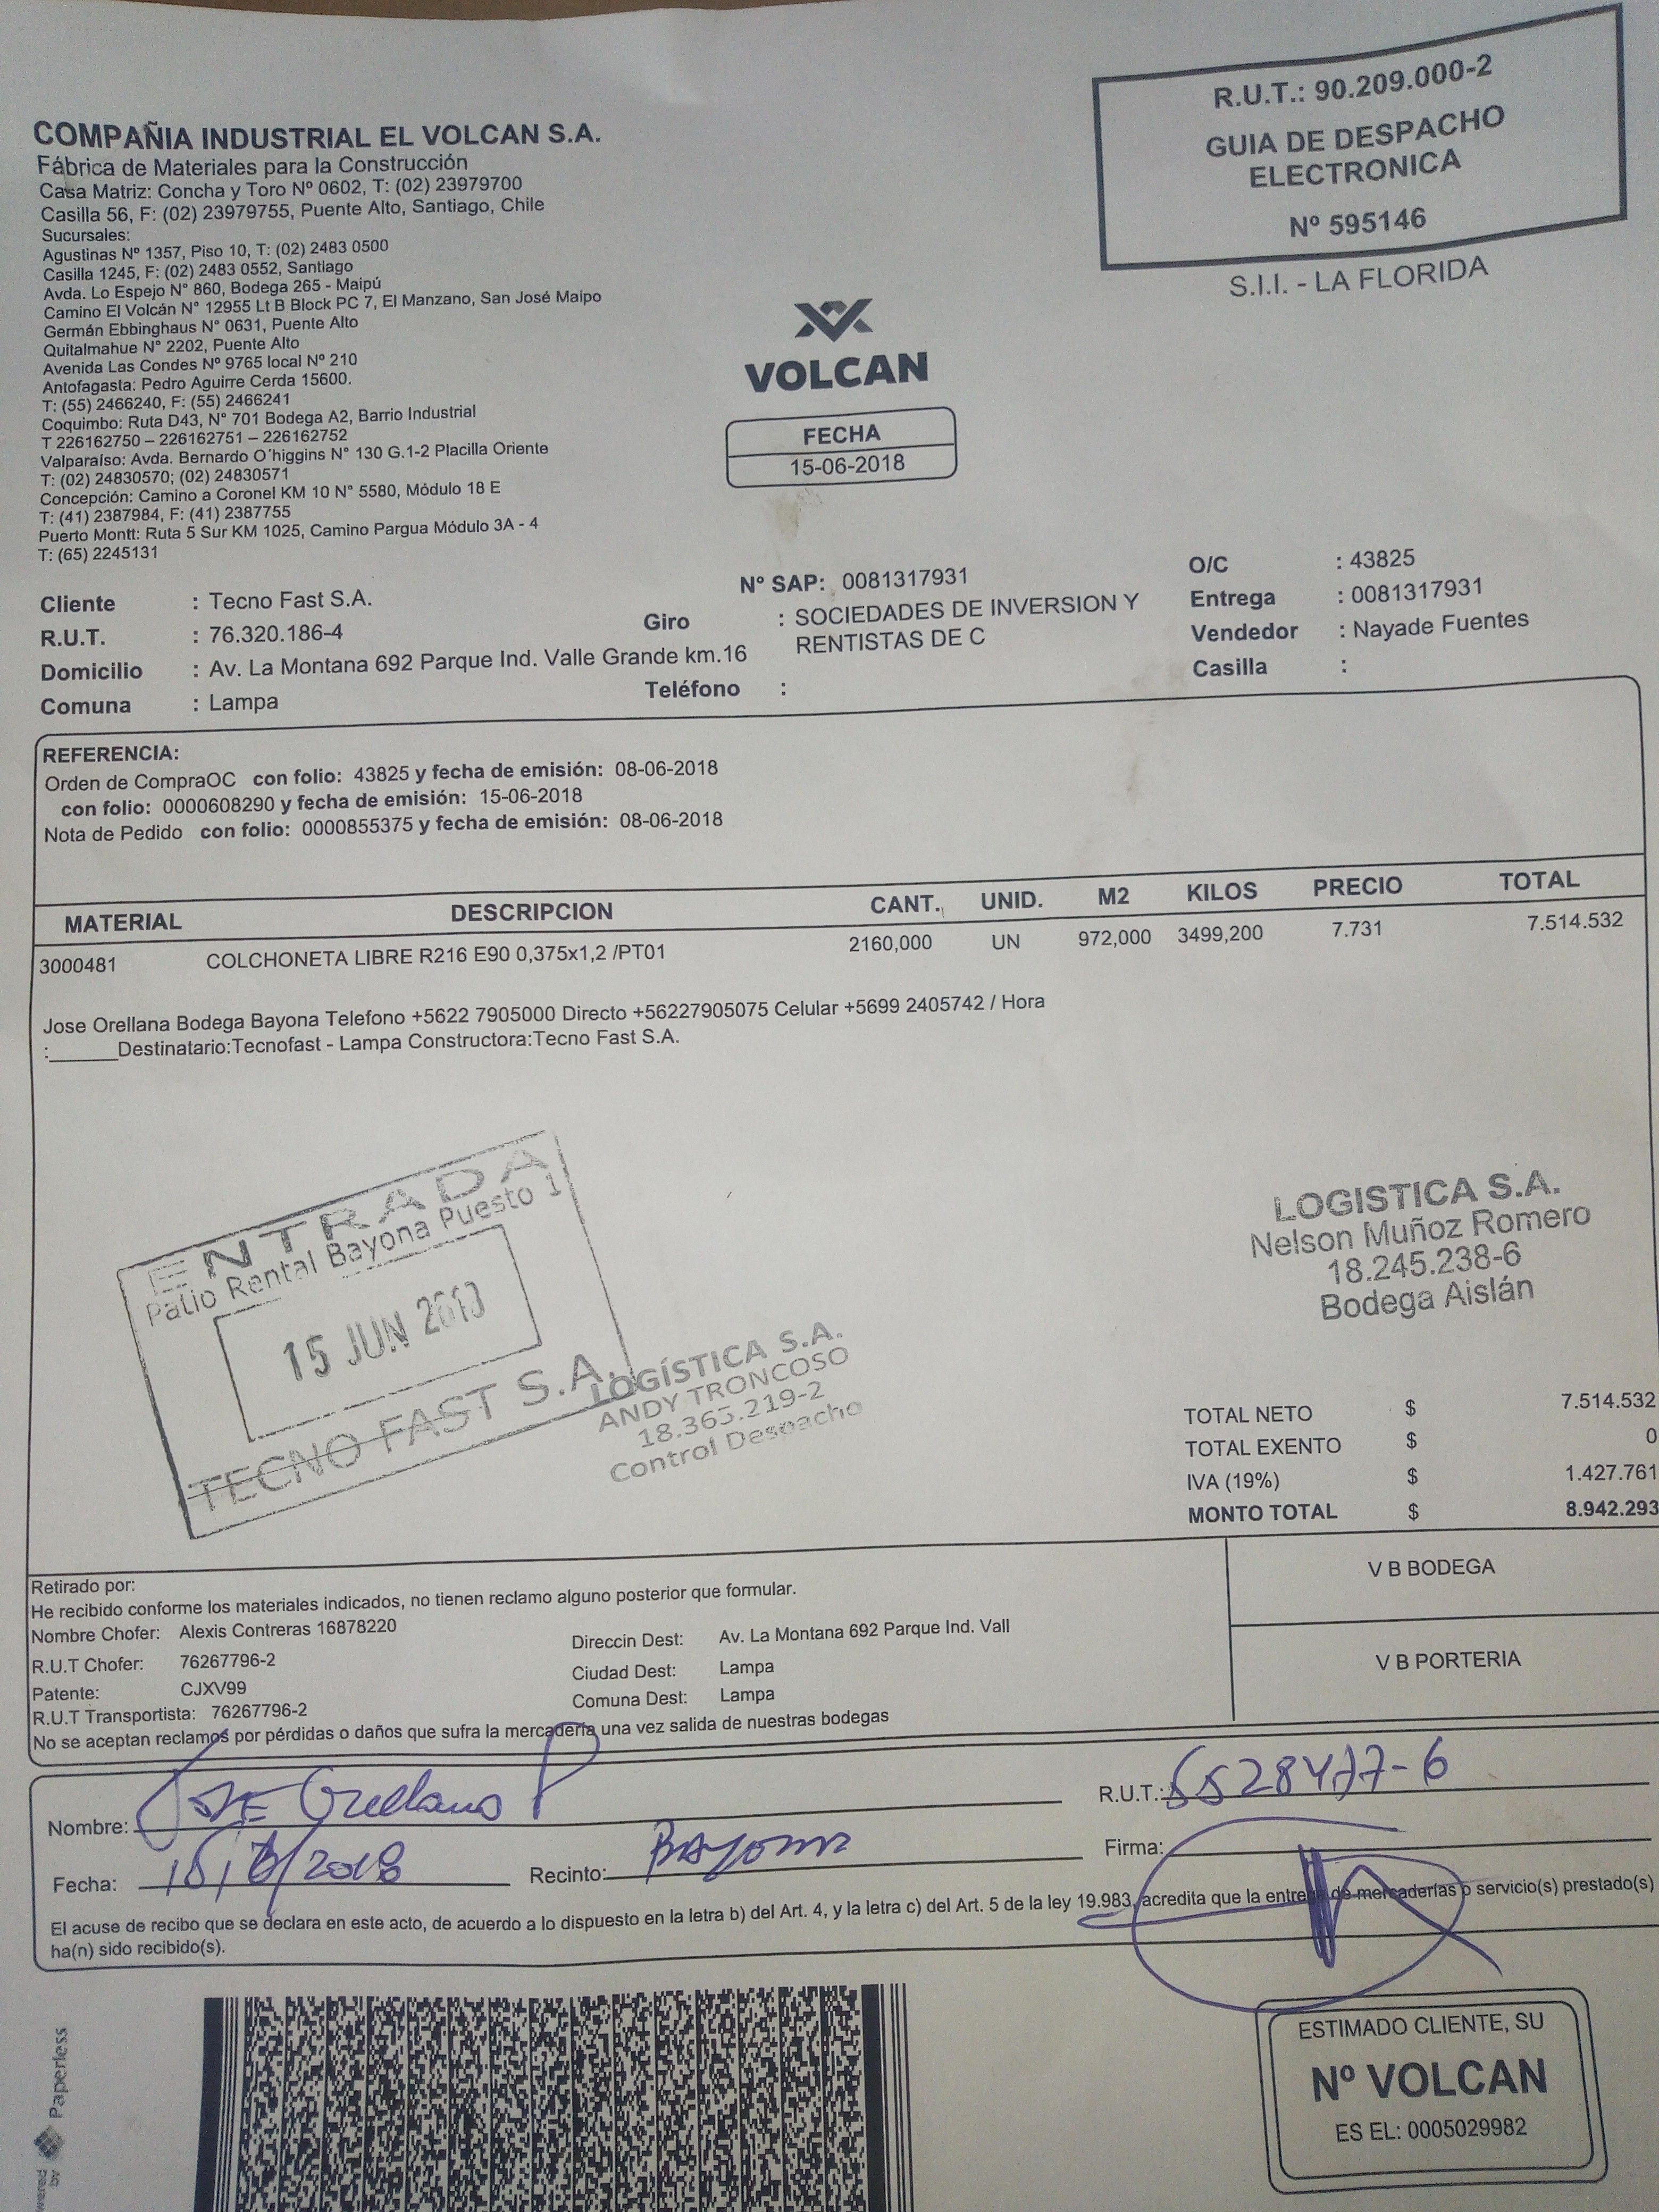 R.U.T.: 90.209.000-2
GUIA DE DESPACHO
ELECTRONICA
Nº 595146
S.I.I. - LA FLORIDA
COMPAÑIA INDUSTRIAL EL VOLCAN S.A.
Fábrica de Materiales para la Construcción
Casa Matriz: Concha y Toro Nº 0602, T: (02) 23979700
Casilla 56, F: (02) 23979755, Puente Alto, Santiago, Chile
Sucursales:
Agustinas Nº 1357, Piso 10, T: (02) 2483 0500
Casilla 1245, F: (02) 2483 0552, Santiago
Avda. Lo Espejo N° 860, Bodega 265 - Maipú
Camino El Volcán N° 12955 Lt B Block PC 7, El Manzano, San José Maipo
Germán Ebbinghaus N° 0631, Puente Alto
Quitalmahue N° 2202, Puente Alto
Avenida Las Condes Nº 9765 local Nº 210
Antofagasta: Pedro Aguirre Cerda 15600.
T: (55) 2466240, F: (55) 2466241
Coquimbo: Ruta D43, N° 701 Bodega A2, Barrio Industrial
T 226162750 – 226162751 – 226162752
Valparaíso: Avda. Bernardo O´higgins N° 130 G.1-2 Placilla Oriente
T: (02) 24830570; (02) 24830571
Concepción: Camino a Coronel KM 10 N° 5580, Módulo 18 E
T: (41) 2387984, F: (41) 2387755
Puerto Montt: Ruta 5 Sur KM 1025, Camino Pargua Módulo 3A - 4
T: (65) 2245131
VOLCAN
FECHA
15-06-2018
Nº SAP: 0081317931
O/C : 43825
Entrega : 0081317931
Vendedor : Nayade Fuentes
Casilla :
Cliente : Tecno Fast S.A.
R.U.T. : 76.320.186-4
Domicilio : Av. La Montana 692 Parque Ind. Valle Grande km.16
Comuna : Lampa
Giro : SOCIEDADES DE INVERSION Y
RENTISTAS DE C
Teléfono :
REFERENCIA:
Orden de CompraOC con folio: 43825 y fecha de emisión: 08-06-2018
con folio: 0000608290 y fecha de emisión: 15-06-2018
Nota de Pedido con folio: 0000855375 y fecha de emisión: 08-06-2018
MATERIAL DESCRIPCION CANT. UNID. M2 KILOS PRECIO TOTAL
3000481 COLCHONETA LIBRE R216 E90 0,375x1,2 /PT01 2160,000 UN 972,000 3499,200 7.731 7.514.532
Jose Orellana Bodega Bayona Telefono +5622 7905000 Directo +56227905075 Celular +5699 2405742 / Hora
:______Destinatario:Tecnofast - Lampa Constructora:Tecno Fast S.A.
ENTRADA
Patio Rental Bayona Puesto 1
15 JUN
TECNO FAST S.A.
LOGÍSTICA S.A.
ANDY TRONCOSO
18.365.219-2
Control Despacho
LOGISTICA S.A.
Nelson Muñoz Romero
18.245.238-6
Bodega Aislán
TOTAL NETO $ 7.514.532
TOTAL EXENTO $ 0
IVA (19%) $ 1.427.761
MONTO TOTAL $ 8.942.293
Retirado por:
He recibido conforme los materiales indicados, no tienen reclamo alguno posterior que formular.
Nombre Chofer: Alexis Contreras 16878220
R.U.T Chofer: 76267796-2
Patente: CJXV99
R.U.T Transportista: 76267796-2
Direccin Dest: Av. La Montana 692 Parque Ind. Vall
Ciudad Dest: Lampa
Comuna Dest: Lampa
No se aceptan reclamos por pérdidas o daños que sufra la mercadería una vez salida de nuestras bodegas
V B BODEGA
V B PORTERIA
Nombre: JOSE Orellana P
R.U.T.:
Fecha: 15/6/2018
Recinto: BAYONA
Firma:
El acuse de recibo que se declara en este acto, de acuerdo a lo dispuesto en la letra b) del Art. 4, y la letra c) del Art. 5 de la ley 19.983, acredita que la entrega de mercaderías o servicio(s) prestado(s)
ha(n) sido recibido(s).
ESTIMADO CLIENTE, SU
Nº VOLCAN
ES EL: 0005029982
Paperless